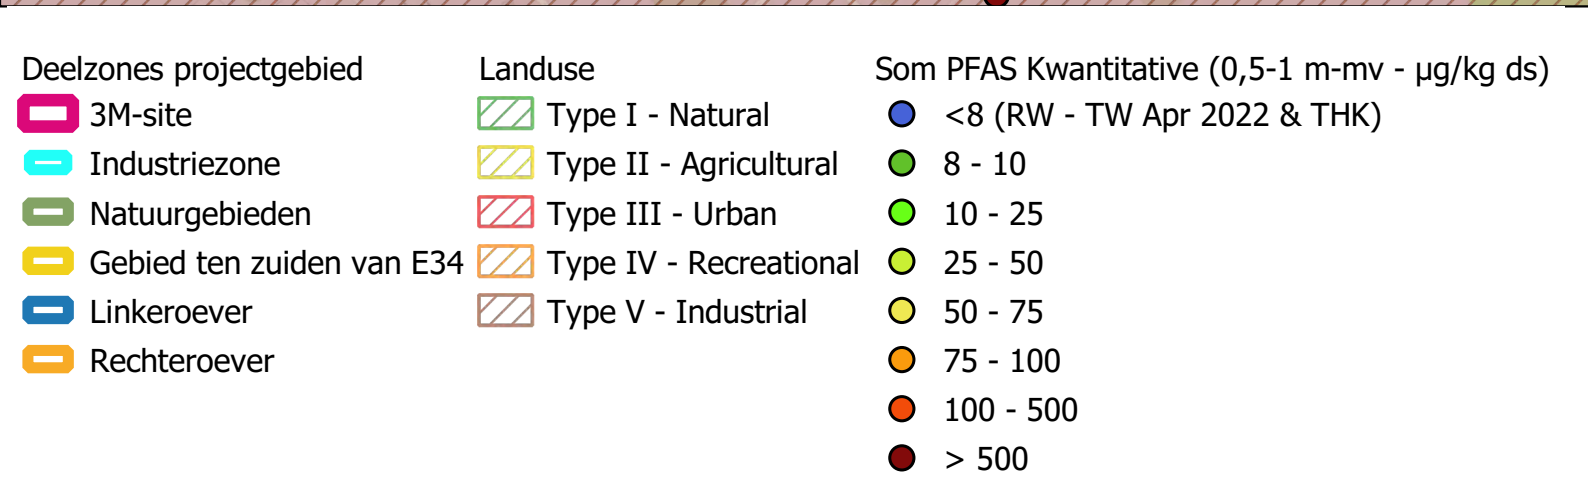 Deelzones projectgebied
3M-site
Industriezone
Natuurgebieden
Gebied ten zuiden van E34
Linkeroever
Rechteroever
Landuse
Type I - Natural
Type II - Agricultural
Type III - Urban
Type IV - Recreational
Type V - Industrial
Som PFAS Kwantitative (0,5-1 m-mv - µg/kg ds)
<8 (RW - TW Apr 2022 & THK)
8 - 10
10 - 25
25 - 50
50 - 75
75 - 100
100 - 500
> 500